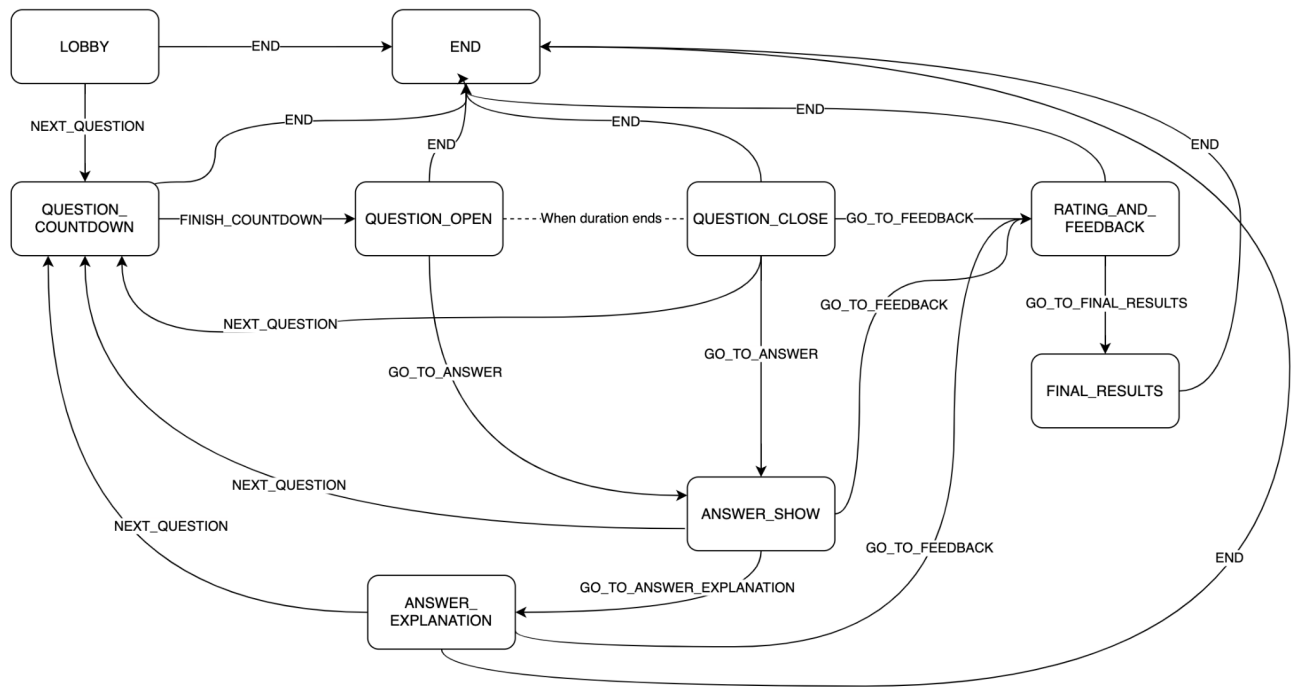 LOBBY
END
END
NEXT_QUESTION
END
END
END
END
END
QUESTION_
COUNTDOWN
FINISH_COUNTDOWN
QUESTION_OPEN
When duration ends
QUESTION_CLOSE
GO_TO_FEEDBACK
RATING_AND_
FEEDBACK
GO_TO_FEEDBACK
GO_TO_FINAL_RESULTS
NEXT_QUESTION
GO_TO_ANSWER
GO_TO_ANSWER
FINAL_RESULTS
NEXT_QUESTION
ANSWER_SHOW
NEXT_QUESTION
GO_TO_FEEDBACK
END
GO_TO_ANSWER_EXPLANATION
ANSWER_
EXPLANATION